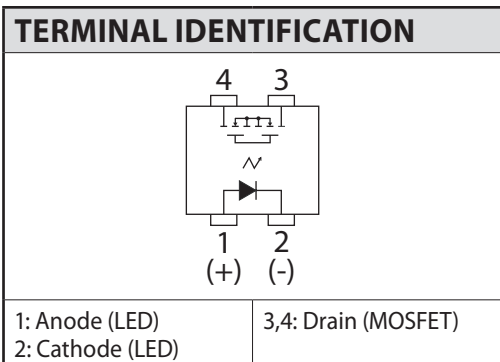 TERMINAL IDENTIFICATION
4 3
1 2
(+) (-)
1: Anode (LED)
2: Cathode (LED)
3,4: Drain (MOSFET)